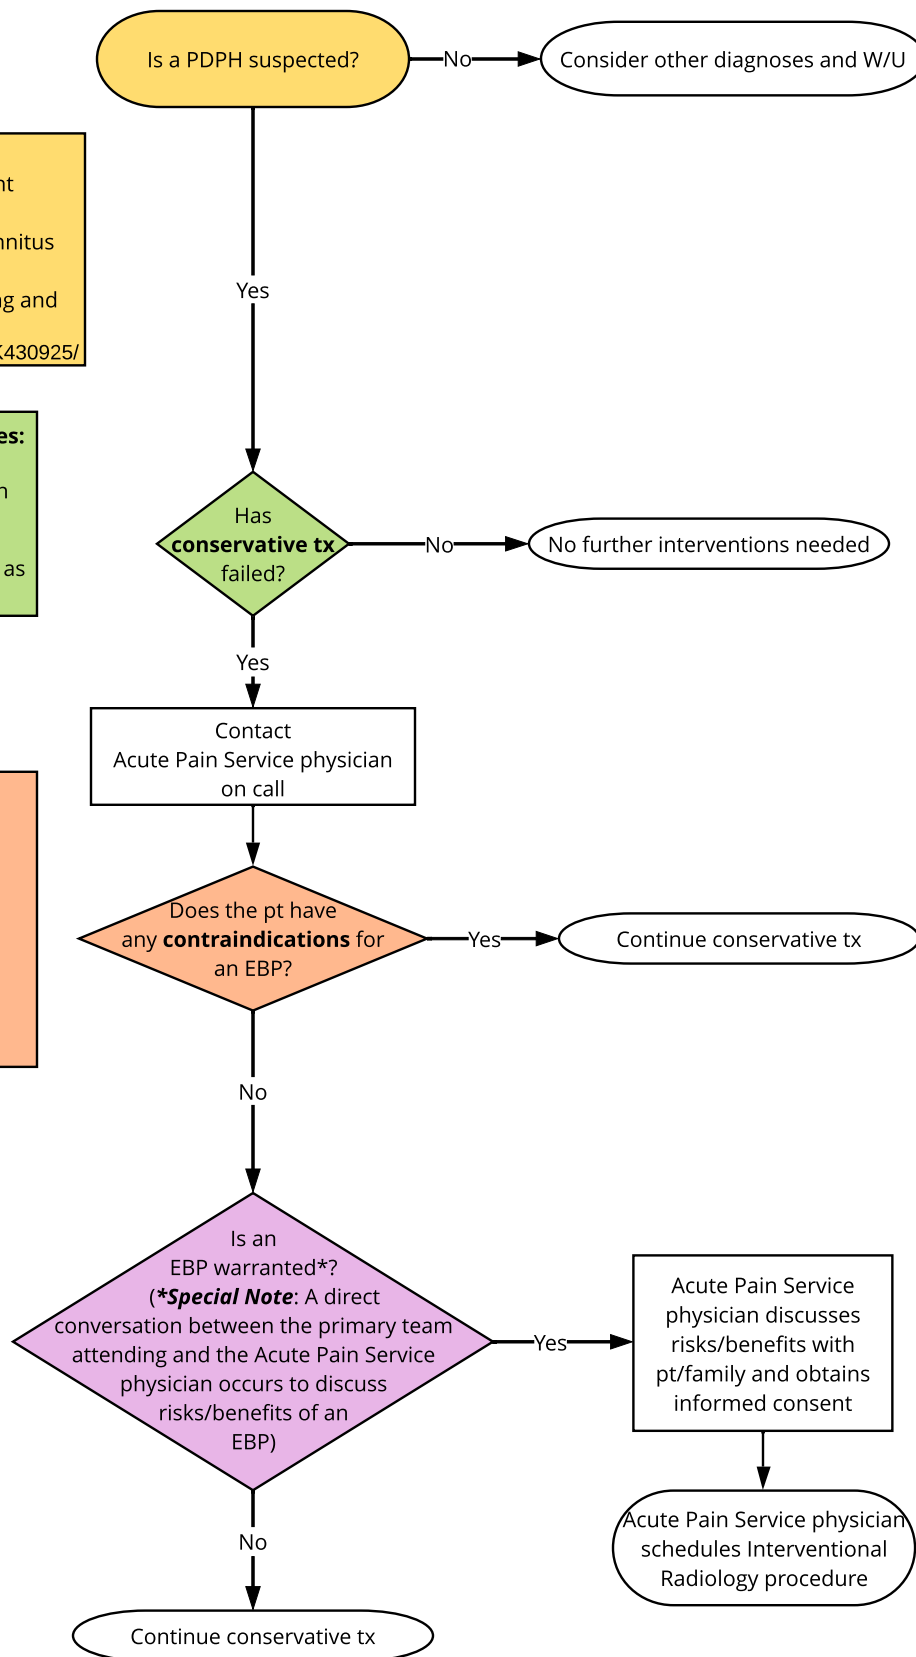 Is a PDPH suspected?
No
Consider other diagnoses and W/U
nt
nnitus
Yes
g and
K430925/
es:
n
as
Has
conservative tx
failed?
No
No further interventions needed
Yes
Contact
Acute Pain Service physician
on call
Does the pt have
any contraindications for
an EBP?
Yes
Continue conservative tx
No
Is an
EBP warranted*?
(*Special Note: A direct
conversation between the primary team
attending and the Acute Pain Service
physician occurs to discuss
risks/benefits of an
EBP)
Yes
Acute Pain Service
physician discusses
risks/benefits with
pt/family and obtains
informed consent
No
Acute Pain Service physician
schedules Interventional
Radiology procedure
Continue conservative tx